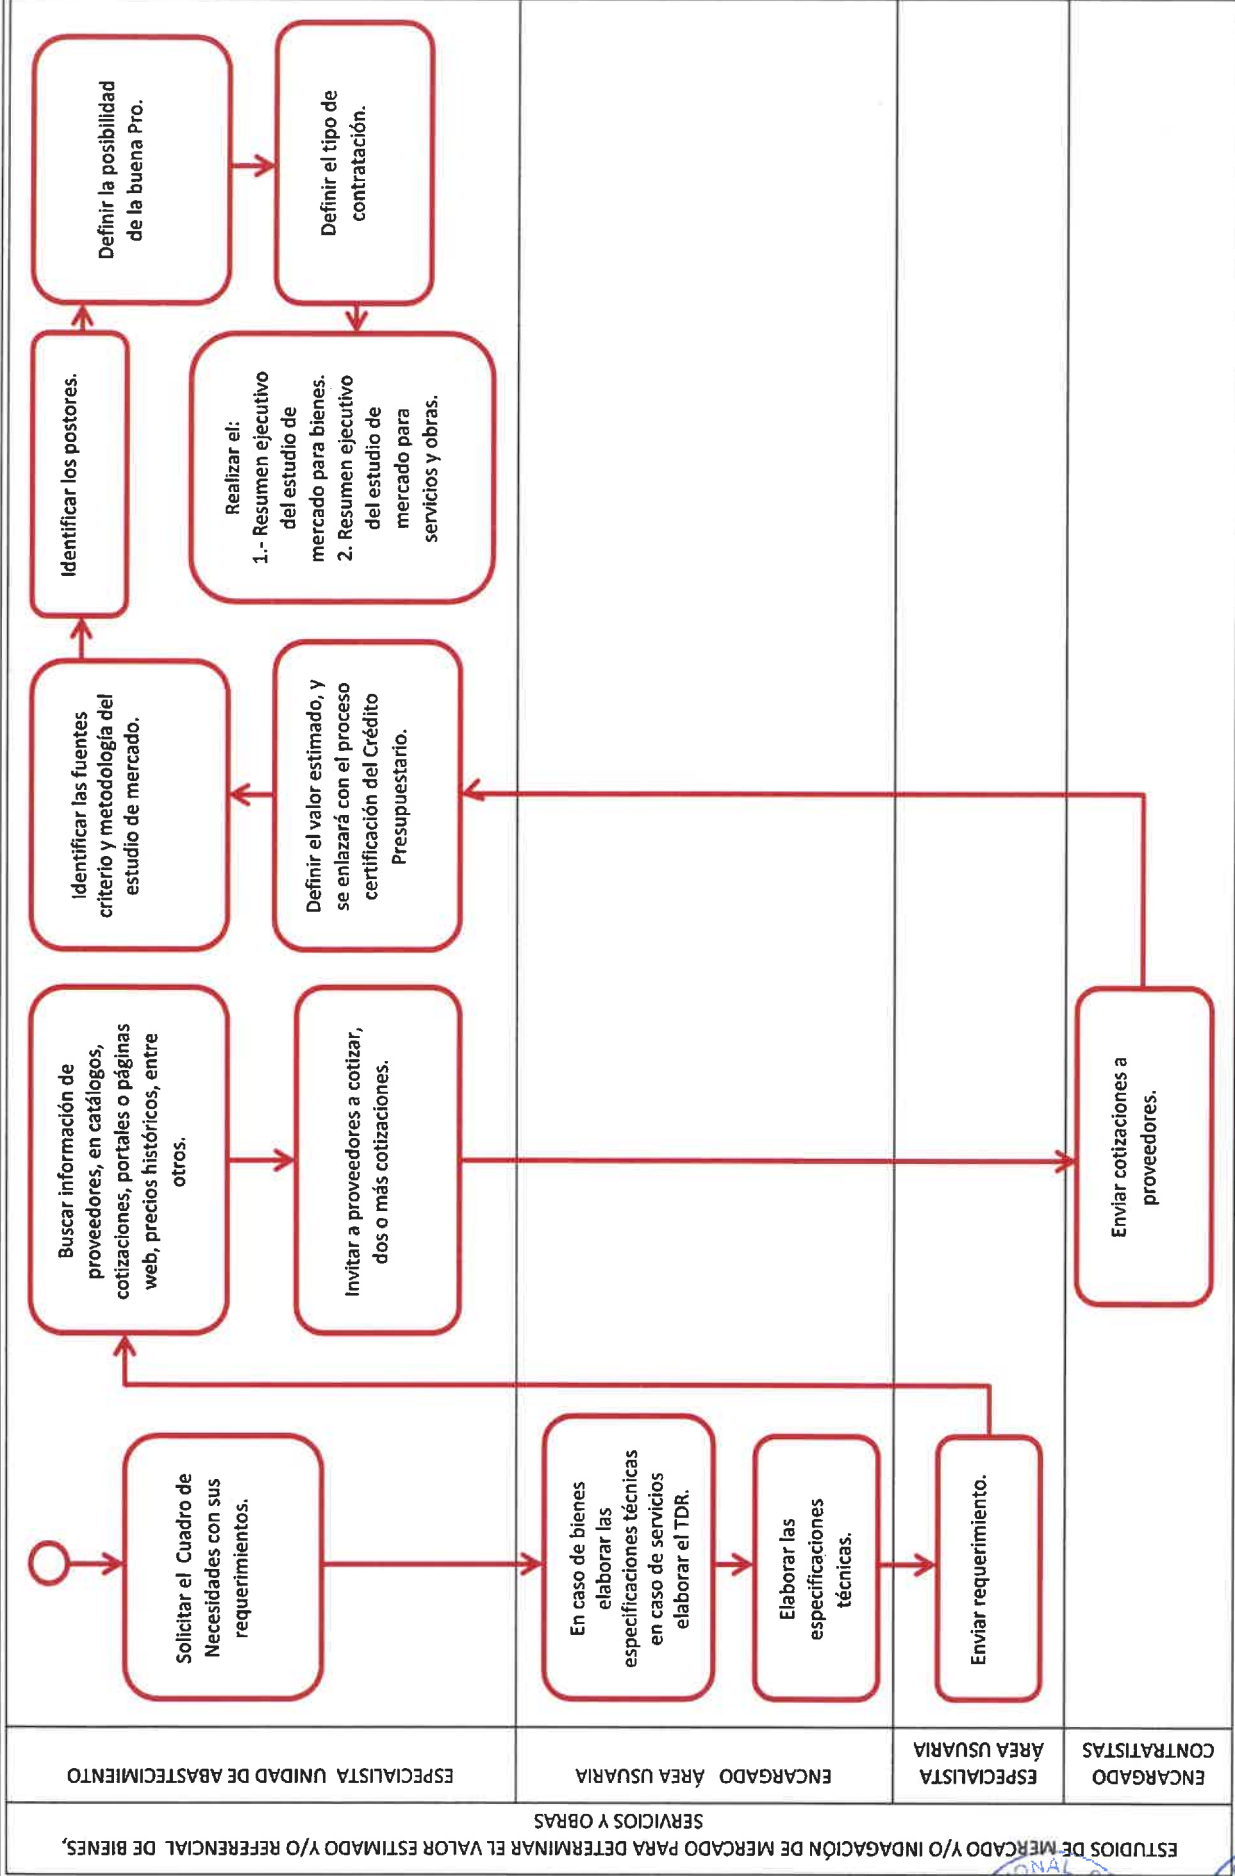 ESTUDIOS DE MERCADO Y/O INDAGACIÓN DE MERCADO PARA DETERMINAR EL VALOR ESTIMADO Y/O REFERENCIAL DE BIENES,
SERVICIOS Y OBRAS
ESPECIALISTA UNIDAD DE ABASTECIMIENTO
Solicitar el Cuadro de
Necesidades con sus
requerimientos.
Buscar información de
proveedores, en catálogos,
cotizaciones, portales o páginas
web, precios históricos, entre
otros.
Invitar a proveedores a cotizar,
dos o más cotizaciones.
Identificar las fuentes
criterio y metodología del
estudio de mercado.
Definir el valor estimado, y
se enlazará con el proceso
certificación del Crédito
Presupuestario.
Identificar los postores.
Realizar el:
1.- Resumen ejecutivo
del estudio de
mercado para bienes.
2. Resumen ejecutivo
del estudio de
mercado para
servicios y obras.
Definir la posibilidad
de la buena Pro.
Definir el tipo de
contratación.
ENCARGADO ÁREA USUARIA
En caso de bienes
elaborar las
especificaciones técnicas
en caso de servicios
elaborar el TDR.
Elaborar las
especificaciones
técnicas.
ESPECIALISTA
ÁREA USUARIA
Enviar requerimiento.
ENCARGADO
CONTRATISTAS
Enviar cotizaciones a
proveedores.